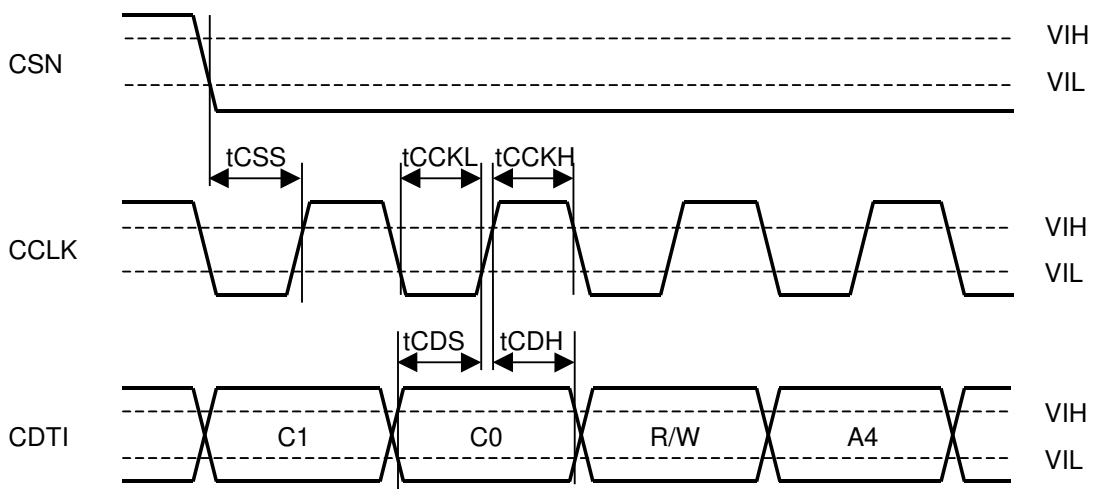 CSN
VIH
VIL
tCSS
tCCKL
tCCKH
CCLK
VIH
VIL
tCDS
tCDH
CDTI
C1
C0
R/W
A4
VIH
VIL